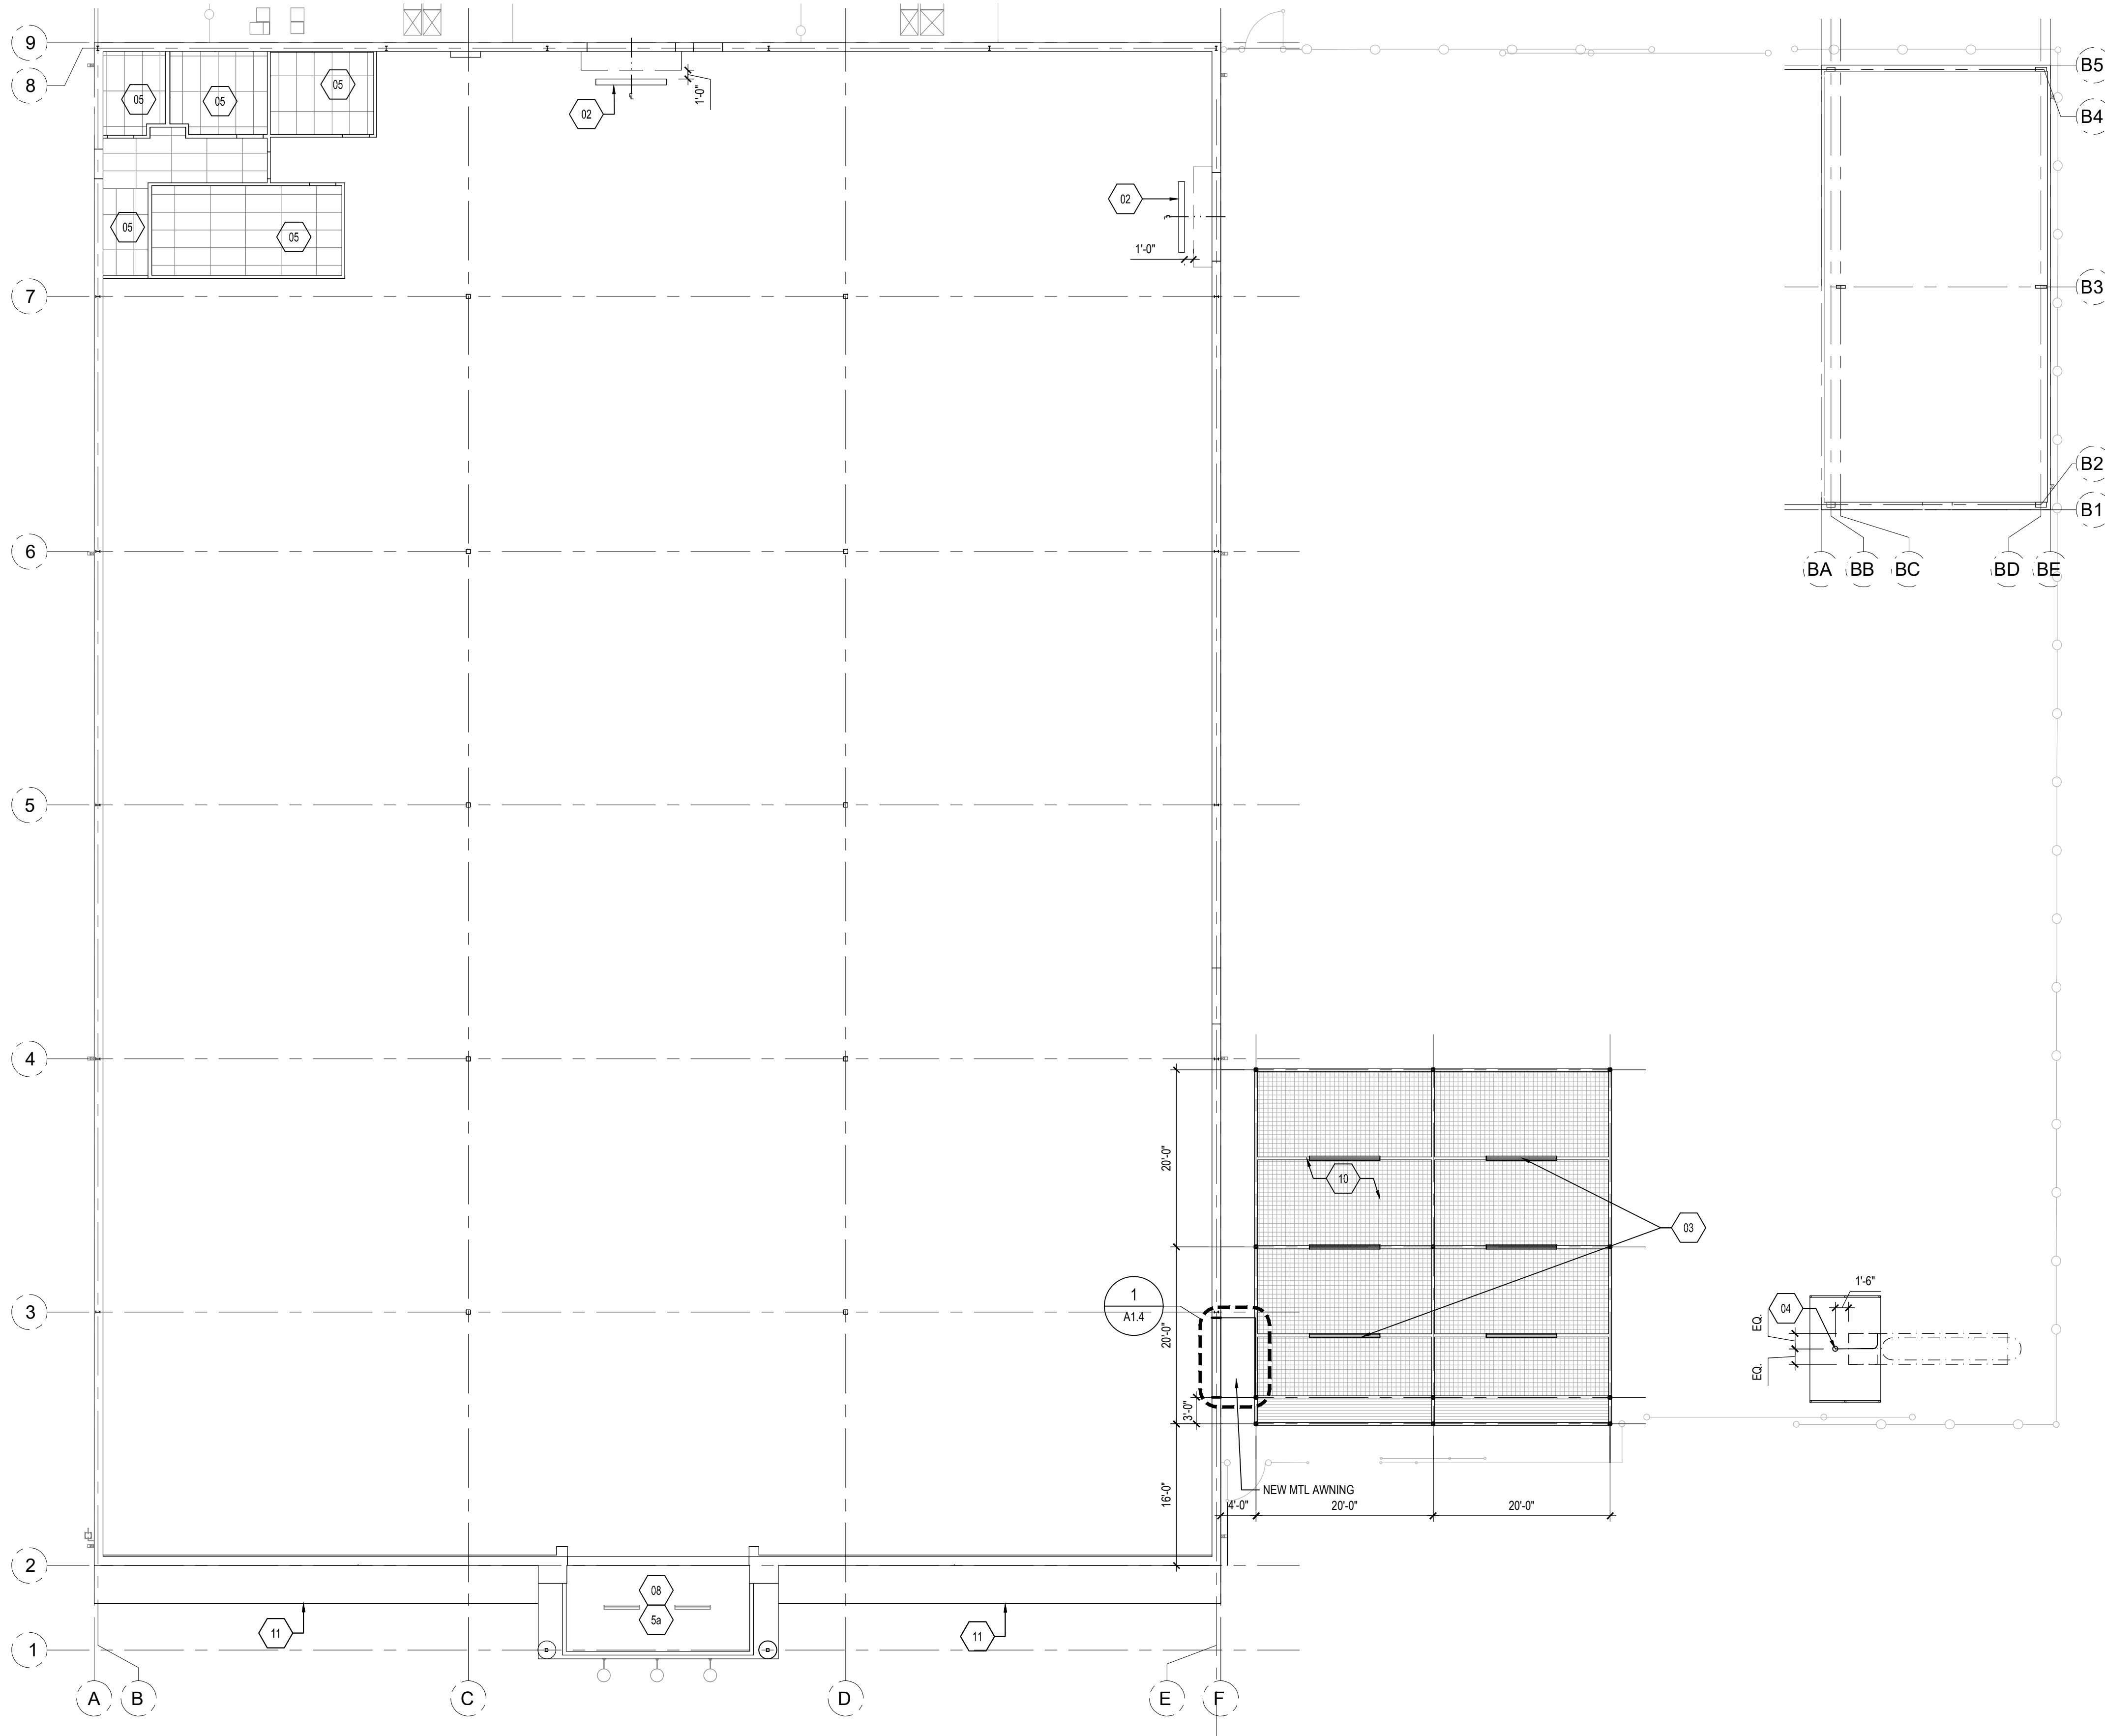 9
8
05
05
05
02
1'-0"
B5
B4
02
1'-0"
05
05
7
B3
B2
B1
6
BA
BB
BC
BD
BE
5
4
20'-0"
10
03
1
A1.4
3
20'-0"
3'-0"
1'-6"
04
EQ.
EQ.
NEW MTL AWNING
16'-0"
4'-0"
20'-0"
20'-0"
2
08
5a
11
11
1
A
B
C
D
E
F